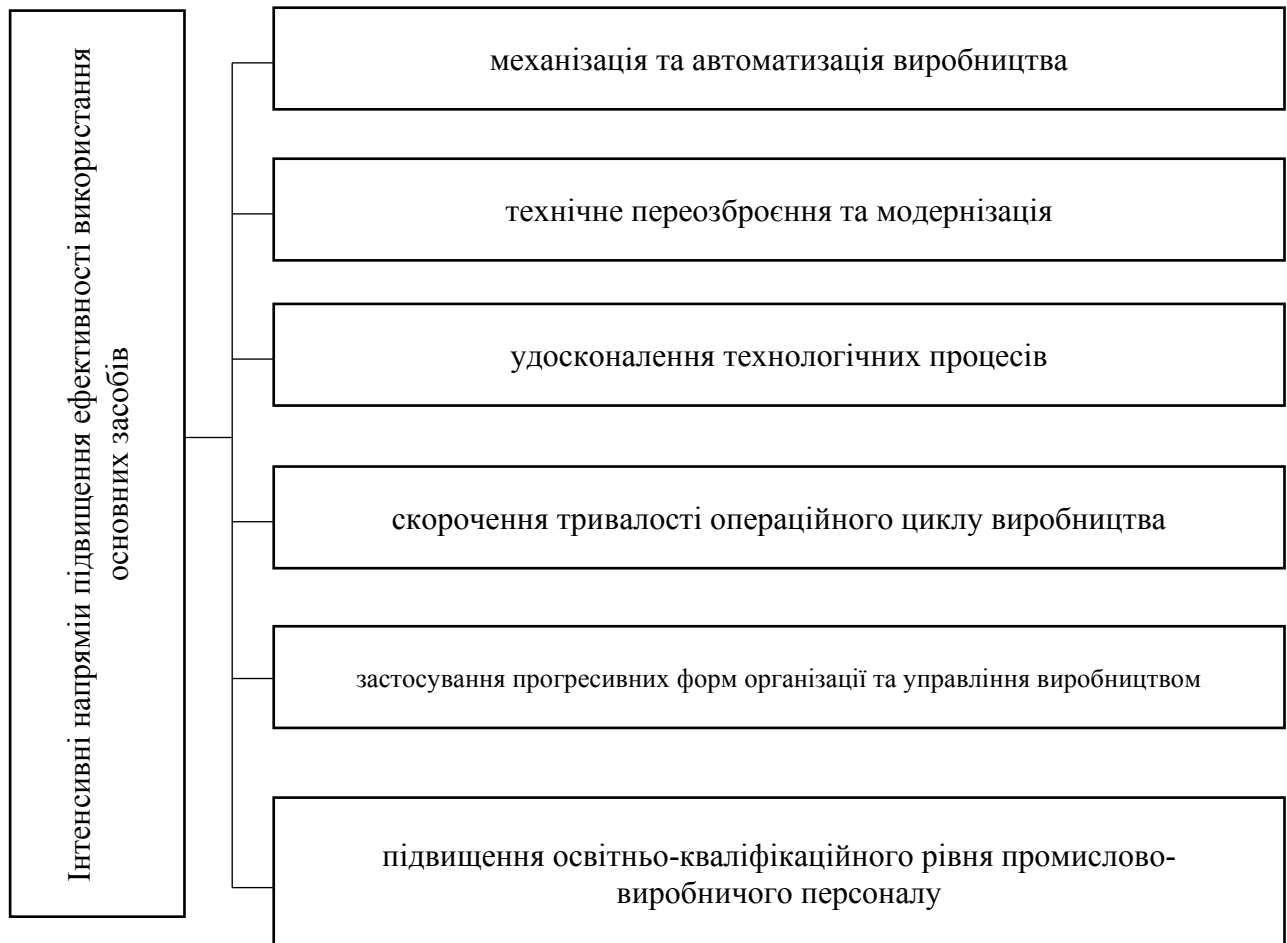 Інтенсивні напряміи підвищення ефективності використання
основних засобів
механізація та автоматизація виробництва
технічне переозброєння та модернізація
удосконалення технологічних процесів
скорочення тривалості операційного циклу виробництва
застосування прогресивних форм організації та управління виробництвом
підвищення освітньо-кваліфікаційного рівня промислово-
виробничого персоналу